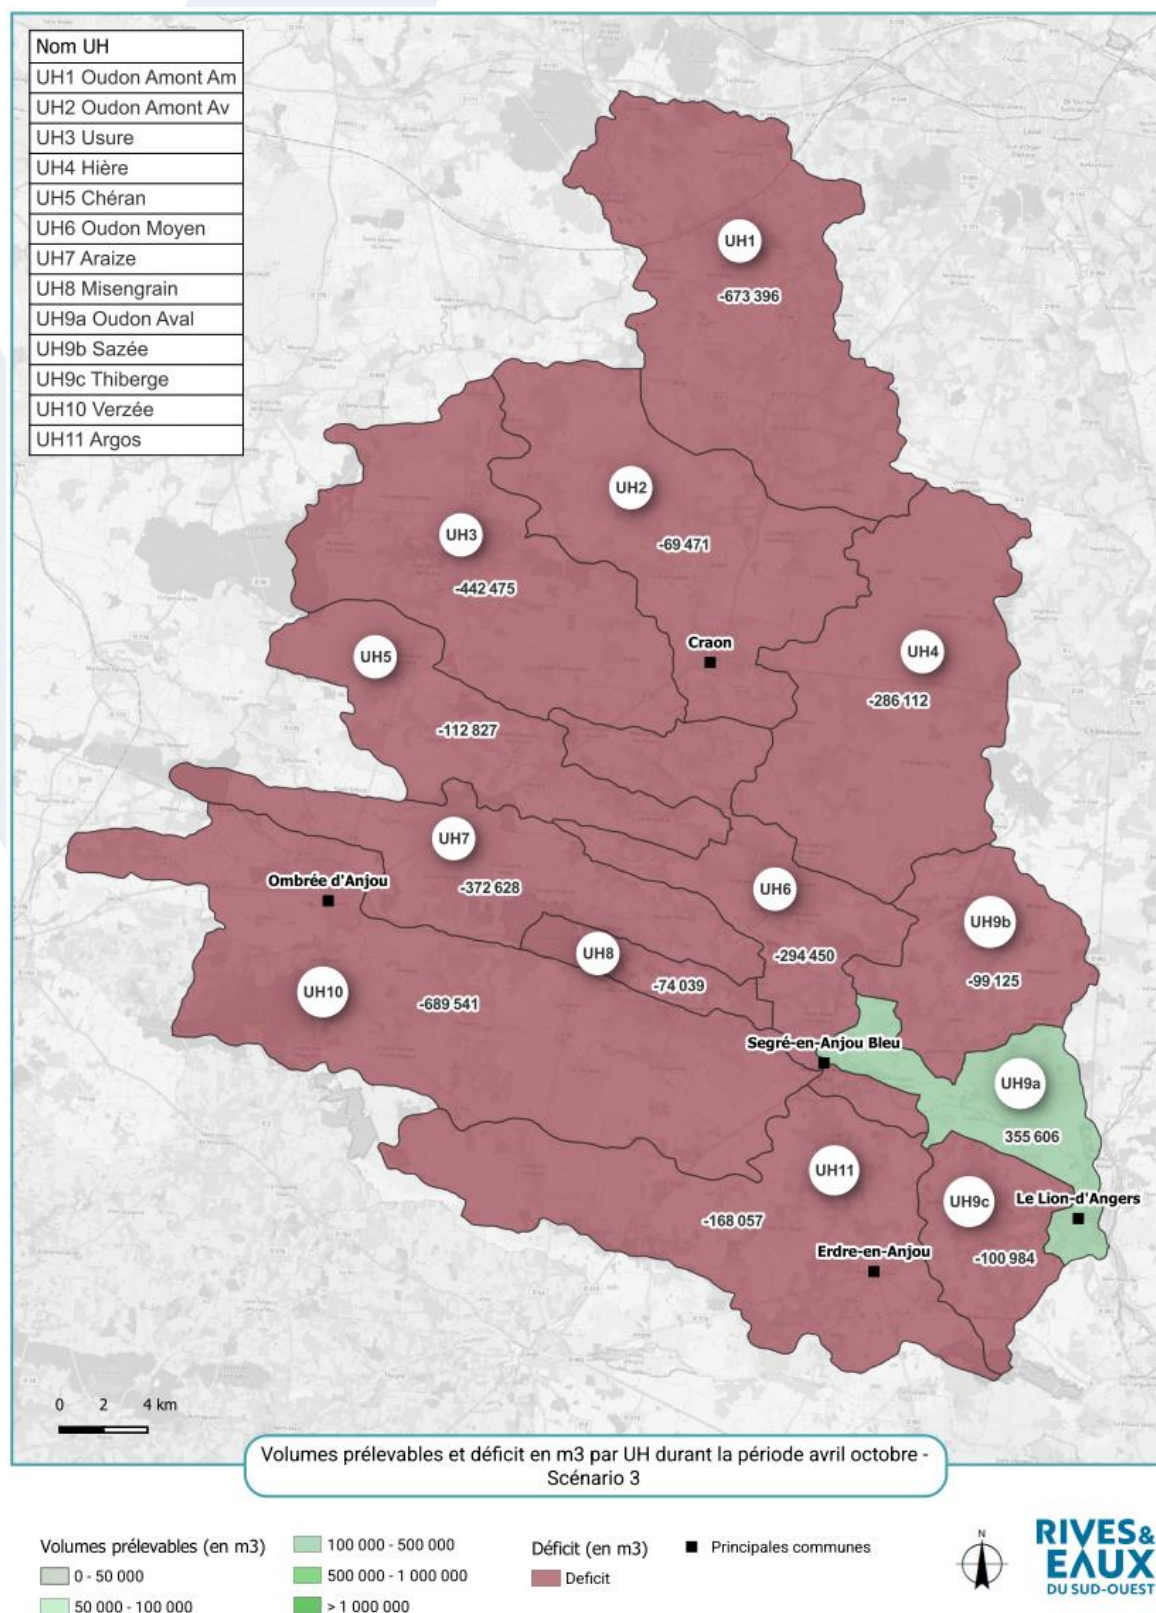 Nom UH
UH1 Oudon Amont Am
UH2 Oudon Amont Av
UH3 Usure
UH4 Hière
UH5 Chéran
UH6 Oudon Moyen
UH7 Araize
UH8 Misengrain
UH9a Oudon Aval
UH9b Sazée
UH9c Thiberge
UH10 Verzée
UH11 Argos
UH1
-673 396
UH2
-69 471
UH3
-442 475
Craon
UH4
-286 112
UH5
-112 827
UH7
-372 628
Ombrée d'Anjou
UH6
-294 450
UH9b
-99 125
UH8
-74 039
UH10
-689 541
Segré-en-Anjou Bleu
UH9a
355 606
UH11
-168 057
UH9c
Le Lion-d'Angers
Erdre-en-Anjou
-100 984
0 2 4 km
Volumes prélevables et déficit en m3 par UH durant la période avril octobre -
Scénario 3
Volumes prélevables (en m3)
0 - 50 000
50 000 - 100 000
100 000 - 500 000
500 000 - 1 000 000
> 1 000 000
Déficit (en m3)
Deficit
Principales communes
N
RIVES&
EAUX
DU SUD-OUEST